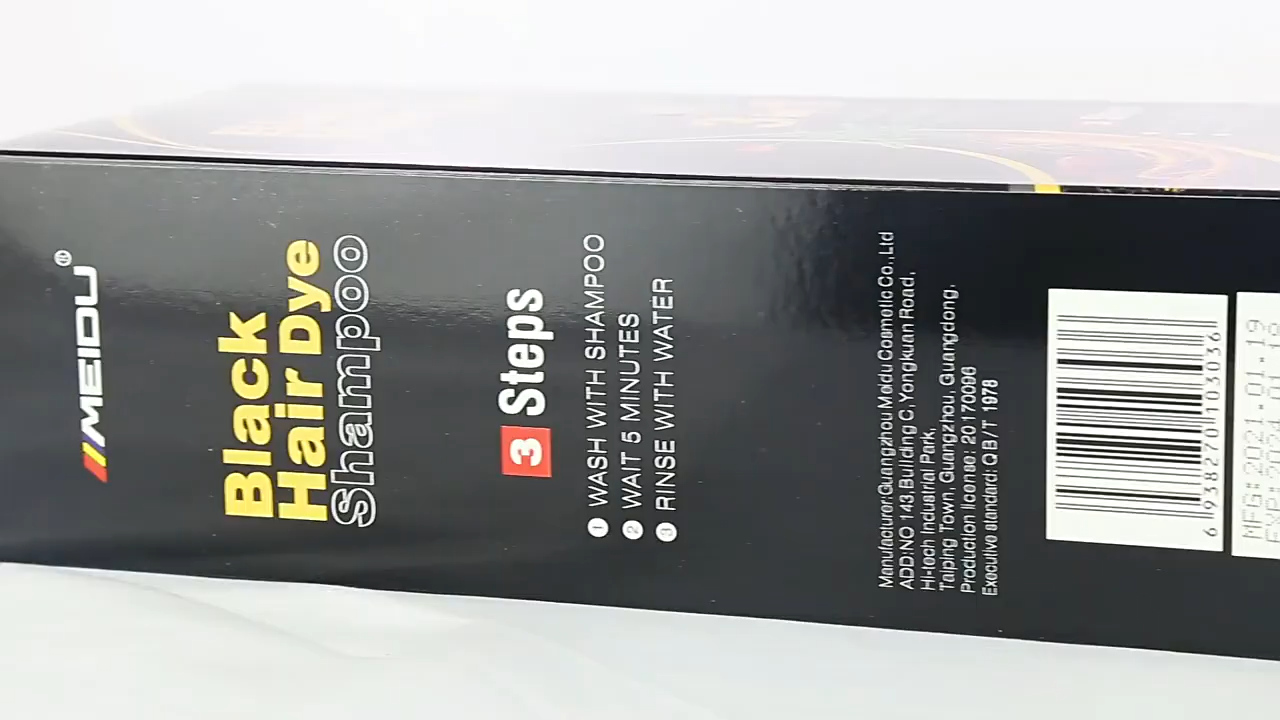 MEIDU®
Black
Hair Dye
Shampoo
3 Steps
1 WASH WITH SHAMPOO
2 WAIT 5 MINUTES
3 RINSE WITH WATER
Manufacturer:Guangzhou Meidu Cosmetic Co.,Ltd
ADD:NO 143,Building C,Yongkuan Road,
Hi-tech Industrial Park,
Taiping Town, Guangzhou, Guangdong,
Production license: 20170096
Executive standard: QB/T 1978
6 938270 103036
MFG:2021.01.19